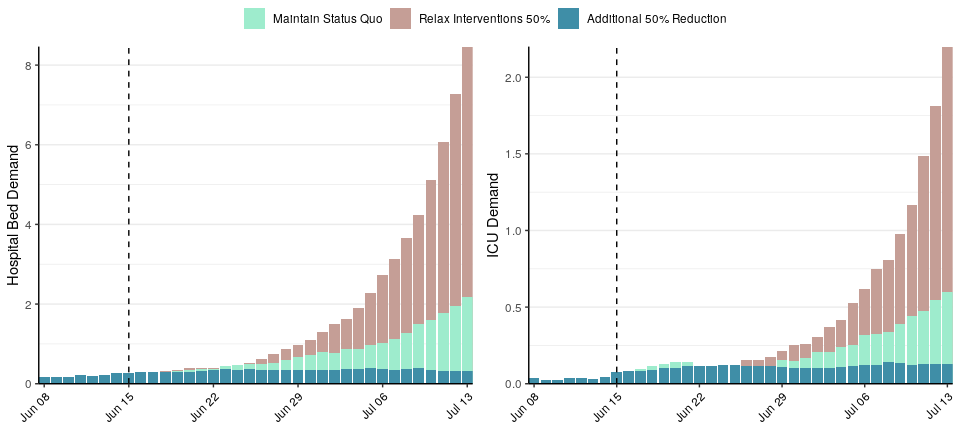 Maintain Status Quo Relax Interventions 50% Additional 50% Reduction
Hospital Bed Demand
8
6
4
2
0
Jun 08 Jun 15 Jun 22 Jun 29 Jul 06 Jul 13
ICU Demand
2.0
1.5
1.0
0.5
0.0
Jun 08 Jun 15 Jun 22 Jun 29 Jul 06 Jul 13